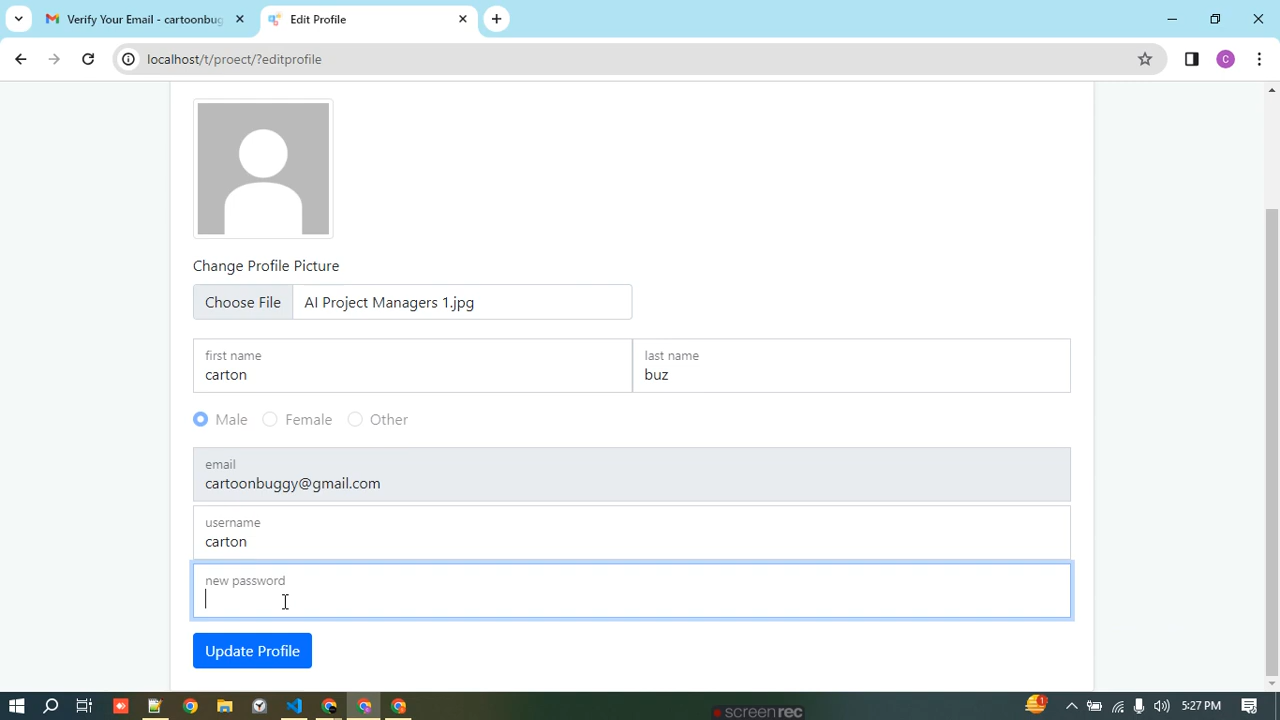 Verify Your Email - cartoonbug
Edit Profile
localhost/t/proect/?editprofile
C
Change Profile Picture
Choose File AI Project Managers 1.jpg
first name
carton
last name
buz
Male Female Other
email
cartoonbuggy@gmail.com
username
carton
new password
Update Profile
screenrec
5:27 PM